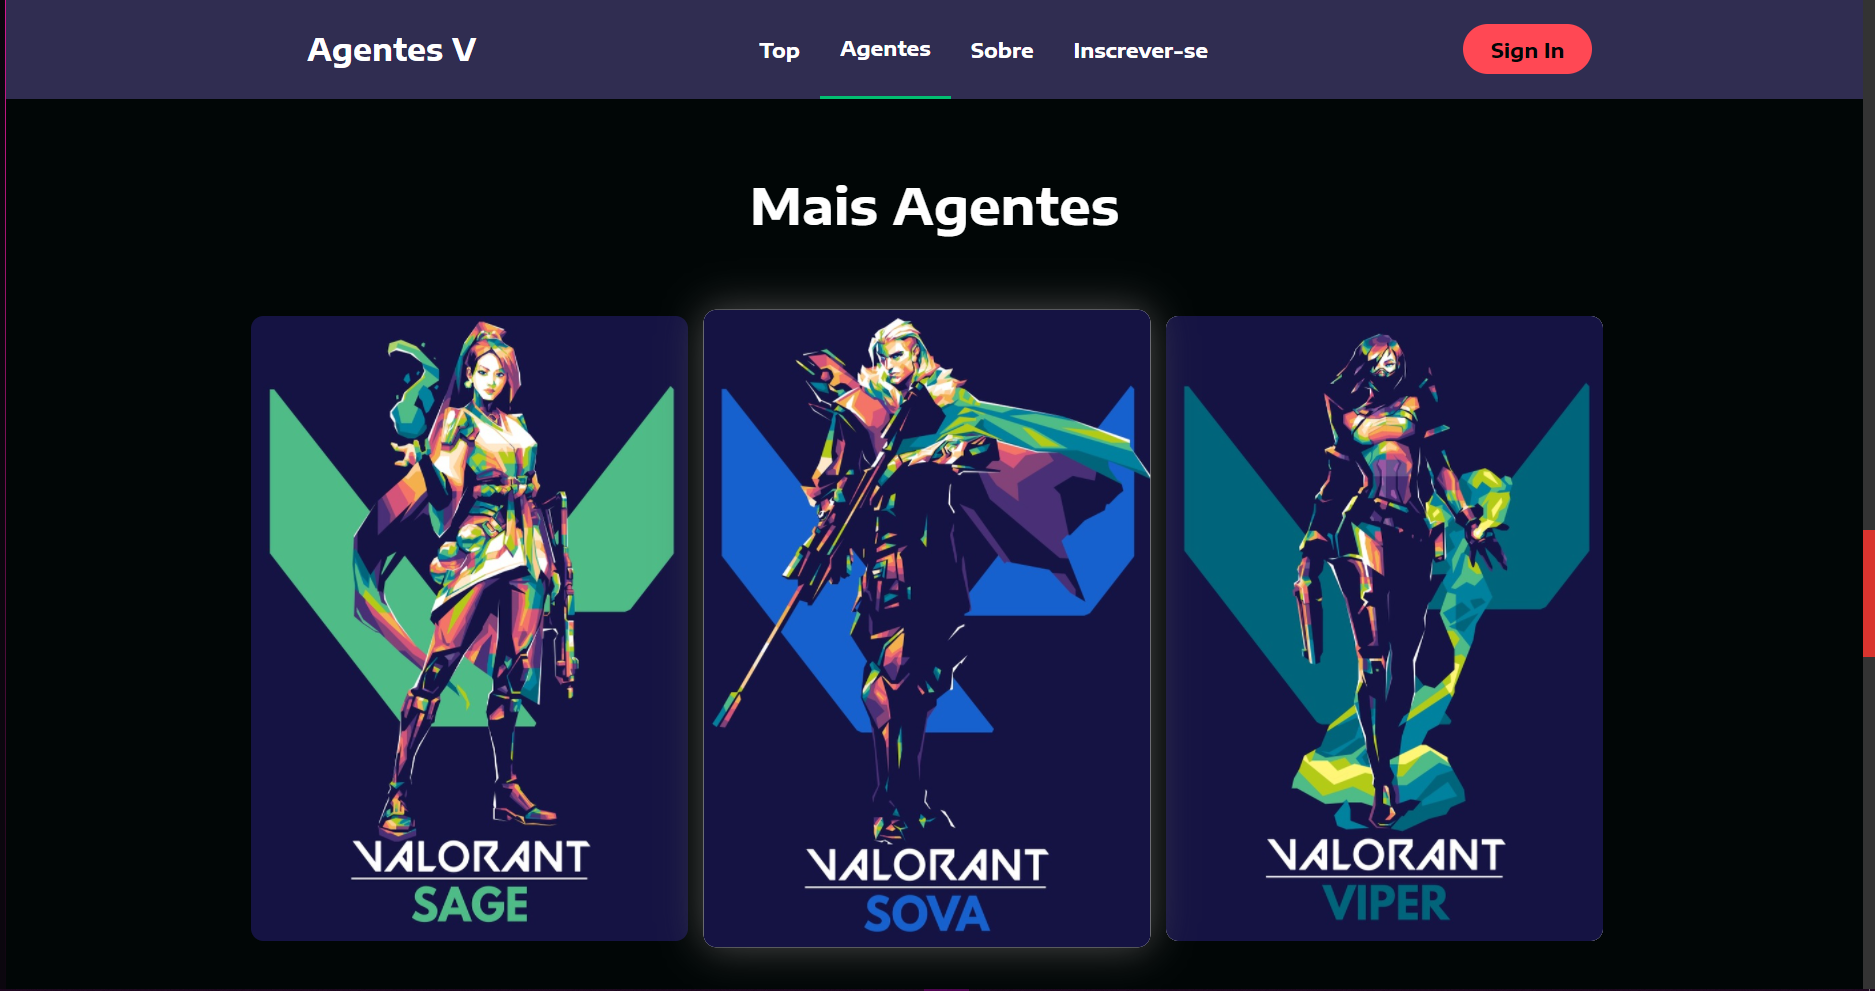 Agentes V
Top
Agentes
Sobre
Inscrever-se
Sign In
Mais Agentes
VALORANT
SAGE
VALORANT
SOVA
VALORANT
VIPER